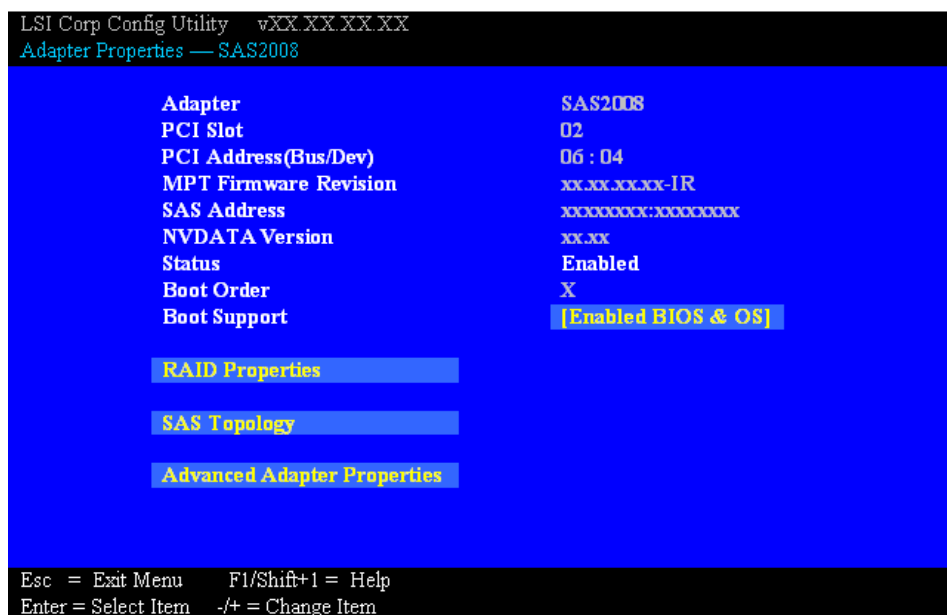 LSI Corp Config Utility vXX.XX.XX.XX
Adapter Properties — SAS2008
Adapter SAS2008
PCI Slot 02
PCI Address(Bus/Dev) 06 : 04
MPT Firmware Revision xx.xx.xx.xx-IR
SAS Address xxxxxxxx:xxxxxxxx
NVDATA Version xx.xx
Status Enabled
Boot Order X
Boot Support [Enabled BIOS & OS]
RAID Properties
SAS Topology
Advanced Adapter Properties
Esc = Exit Menu F1/Shift+1 = Help
Enter = Select Item -/+ = Change Item